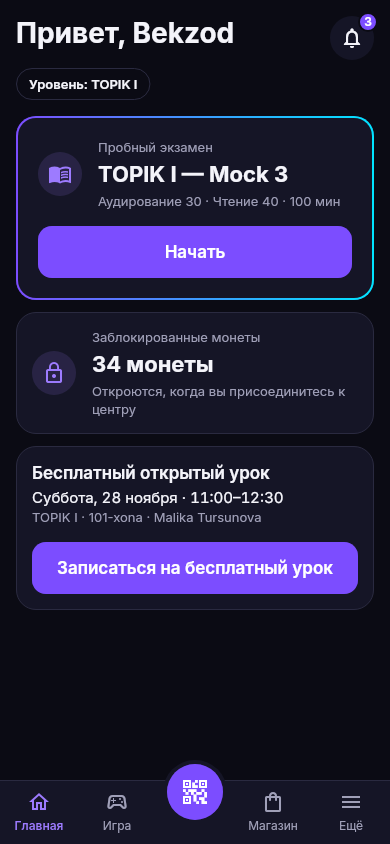 Привет, Bekzod
3
Уровень: TOPIK I
Пробный экзамен
TOPIK I — Mock 3
Аудирование 30 · Чтение 40 · 100 мин
Начать
Заблокированные монеты
34 монеты
Откроются, когда вы присоединитесь к
центру
Бесплатный открытый урок
Суббота, 28 ноября · 11:00–12:30
TOPIK I · 101-хона · Malika Tursunova
Записаться на бесплатный урок
Главная
Игра
Магазин
Ещё